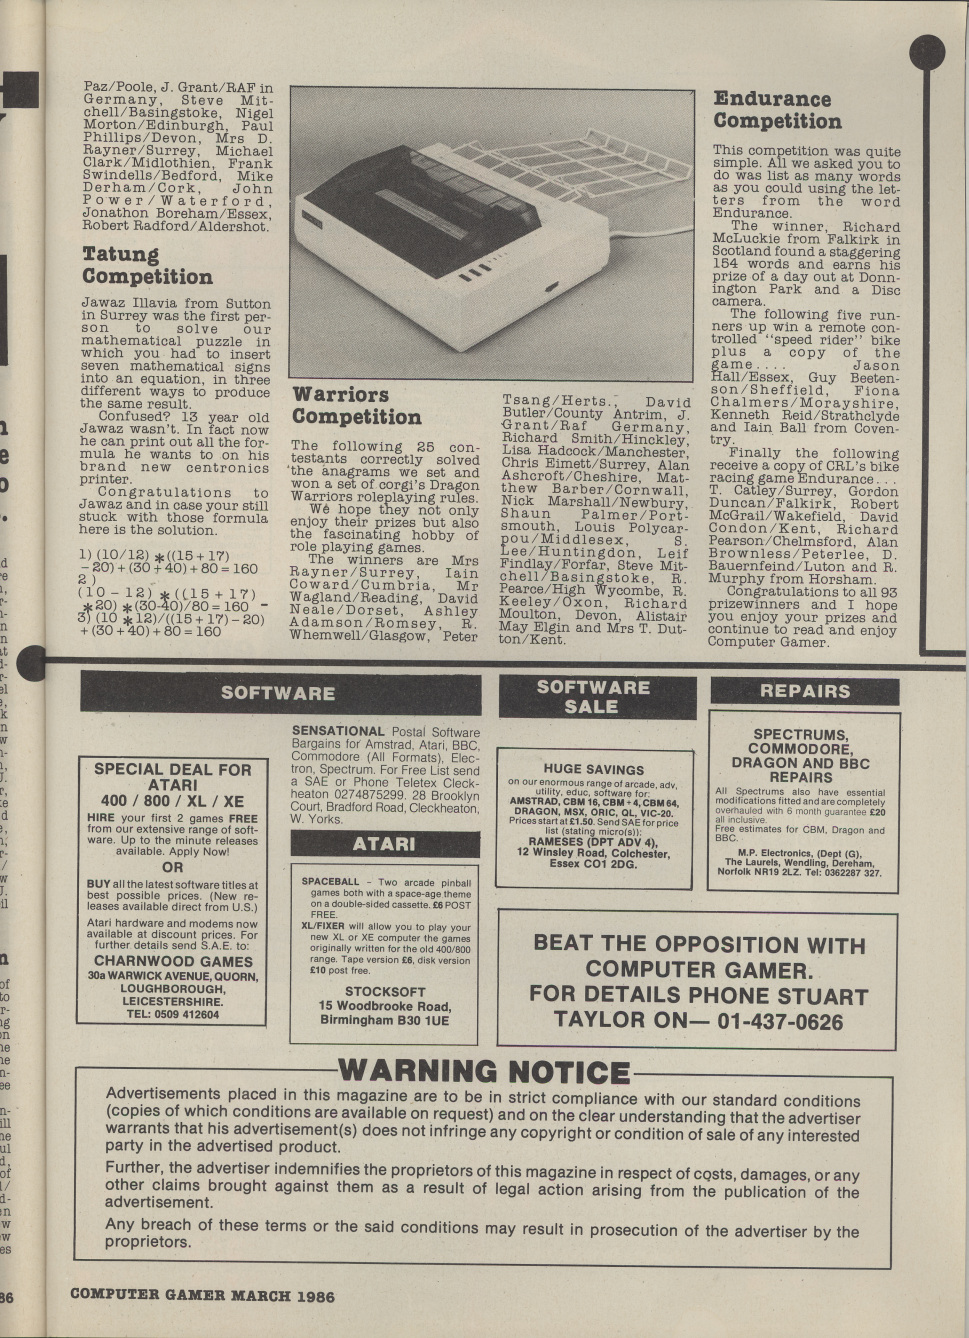 Paz/Poole, J. Grant/RAF in
Germany, Steve Mit-
chell/Basingstoke, Nigel
Morton/Edinburgh, Paul
Phillips/Devon, Mrs D.
Rayner/Surrey, Michael
Clark/Midlothien, Frank
Swindells/Bedford, Mike
Derham/Cork, John
Power/Waterford,
Jonathon Boreham/Essex,
Robert Radford/Aldershot.
Tatung
Competition
Jawaz Illavia from Sutton
in Surrey was the first per-
son to solve our
mathematical puzzle in
which you had to insert
seven mathematical signs
into an equation, in three
different ways to produce
the same result.
Confused? 13 year old
Jawaz wasn't. In fact now
he can print out all the for-
mula he wants to on his
brand new centronics
printer.
Congratulations to
Jawaz and in case your still
stuck with those formula
here is the solution.
1) (10/12) * ((15 + 17)
- 20) + (30 + 40) + 80 = 160
2 )
(10 - 12) * ((15 + 17)
* 20) * (30-40)/80 = 160 -
3) (10 * 12)/((15 + 17) - 20)
+ (30 + 40) + 80 = 160
Warriors
Competition
The following 25 con-
testants correctly solved
the anagrams we set and
won a set of corgi's Dragon
Warriors roleplaying rules.
We hope they not only
enjoy their prizes but also
the fascinating hobby of
role playing games.
The winners are Mrs
Rayner/Surrey, Iain
Coward/Cumbria, Mr
Wagland/Reading, David
Neale/Dorset, Ashley
Adamson/Romsey, R.
Whemwell/Glasgow, Peter
Tsang/Herts., David
Butler/County Antrim, J.
Grant/Raf Germany,
Richard Smith/Hinckley,
Lisa Hadcock/Manchester,
Chris Eimett/Surrey, Alan
Ashcroft/Cheshire, Mat-
thew Barber/Cornwall,
Nick Marshall/Newbury,
Shaun Palmer/Port-
smouth, Louis Polycar-
pou/Middlesex, S.
Lee/Huntingdon, Leif
Findlay/Forfar, Steve Mit-
chell/Basingstoke, R.
Pearce/High Wycombe, R.
Keeley/Oxon, Richard
Moulton, Devon, Alistair
May Elgin and Mrs T. Dut-
ton/Kent.
Endurance
Competition
This competition was quite
simple. All we asked you to
do was list as many words
as you could using the let-
ters from the word
Endurance.
The winner, Richard
McLuckie from Falkirk in
Scotland found a staggering
154 words and earns his
prize of a day out at Donn-
ington Park and a Disc
camera.
The following five run-
ners up win a remote con-
trolled "speed rider" bike
plus a copy of the
game.... Jason
Hall/Essex, Guy Beeten-
son/Sheffield, Fiona
Chalmers/Morayshire,
Kenneth Reid/Strathclyde
and Iain Ball from Coven-
try.
Finally the following
receive a copy of CRL's bike
racing game Endurance...
T. Catley/Surrey, Gordon
Duncan/Falkirk, Robert
McGrail/Wakefield, David
Condon/Kent, Richard
Pearson/Chelmsford, Alan
Brownless/Peterlee, D.
Bauernfeind/Luton and R.
Murphy from Horsham.
Congratulations to all 93
prizewinners and I hope
you enjoy your prizes and
continue to read and enjoy
Computer Gamer.
SOFTWARE
SPECIAL DEAL FOR
ATARI
400 / 800 / XL / XE
HIRE your first 2 games FREE
from our extensive range of soft-
ware. Up to the minute releases
available. Apply Now!
OR
BUY all the latest software titles at
best possible prices. (New re-
leases available direct from U.S.)
Atari hardware and modems now
available at discount prices. For
further details send S.A.E. to:
CHARNWOOD GAMES
30a WARWICK AVENUE, QUORN,
LOUGHBOROUGH,
LEICESTERSHIRE.
TEL: 0509 412604
SENSATIONAL Postal Software
Bargains for Amstrad, Atari, BBC,
Commodore (All Formats), Elec-
tron, Spectrum. For Free List send
a SAE or Phone Teletex Cleck-
heaton 0274875299. 28 Brooklyn
Court, Bradford Road, Cleckheaton,
W. Yorks.
ATARI
SPACEBALL – Two arcade pinball
games both with a space-age theme
on a double-sided cassette. £6 POST
FREE.
XL/FIXER will allow you to play your
new XL or XE computer the games
originally written for the old 400/800
range. Tape version £6, disk version
£10 post free.
STOCKSOFT
15 Woodbrooke Road,
Birmingham B30 1UE
SOFTWARE
SALE
HUGE SAVINGS
on our enormous range of arcade, adv,
utility, educ, software for:
AMSTRAD, CBM 16, CBM + 4, CBM 64,
DRAGON, MSX, ORIC, QL, VIC-20.
Prices start at £1.50. Send SAE for price
list (stating micro(s)):
RAMESES (DPT ADV 4),
12 Winsley Road, Colchester,
Essex CO1 2DG.
REPAIRS
SPECTRUMS,
COMMODORE,
DRAGON AND BBC
REPAIRS
All Spectrums also have essential
modifications fitted and are completely
overhauled with 6 month guarantee £20
all inclusive.
Free estimates for CBM, Dragon and
BBC.
M.P. Electronics, (Dept (G),
The Laurels, Wendling, Dereham,
Norfolk NR19 2LZ. Tel: 0362287 327.
BEAT THE OPPOSITION WITH
COMPUTER GAMER.
FOR DETAILS PHONE STUART
TAYLOR ON— 01-437-0626
WARNING NOTICE
Advertisements placed in this magazine are to be in strict compliance with our standard conditions
(copies of which conditions are available on request) and on the clear understanding that the advertiser
warrants that his advertisement(s) does not infringe any copyright or condition of sale of any interested
party in the advertised product.
Further, the advertiser indemnifies the proprietors of this magazine in respect of costs, damages, or any
other claims brought against them as a result of legal action arising from the publication of the
advertisement.
Any breach of these terms or the said conditions may result in prosecution of the advertiser by the
proprietors.
COMPUTER GAMER MARCH 1986